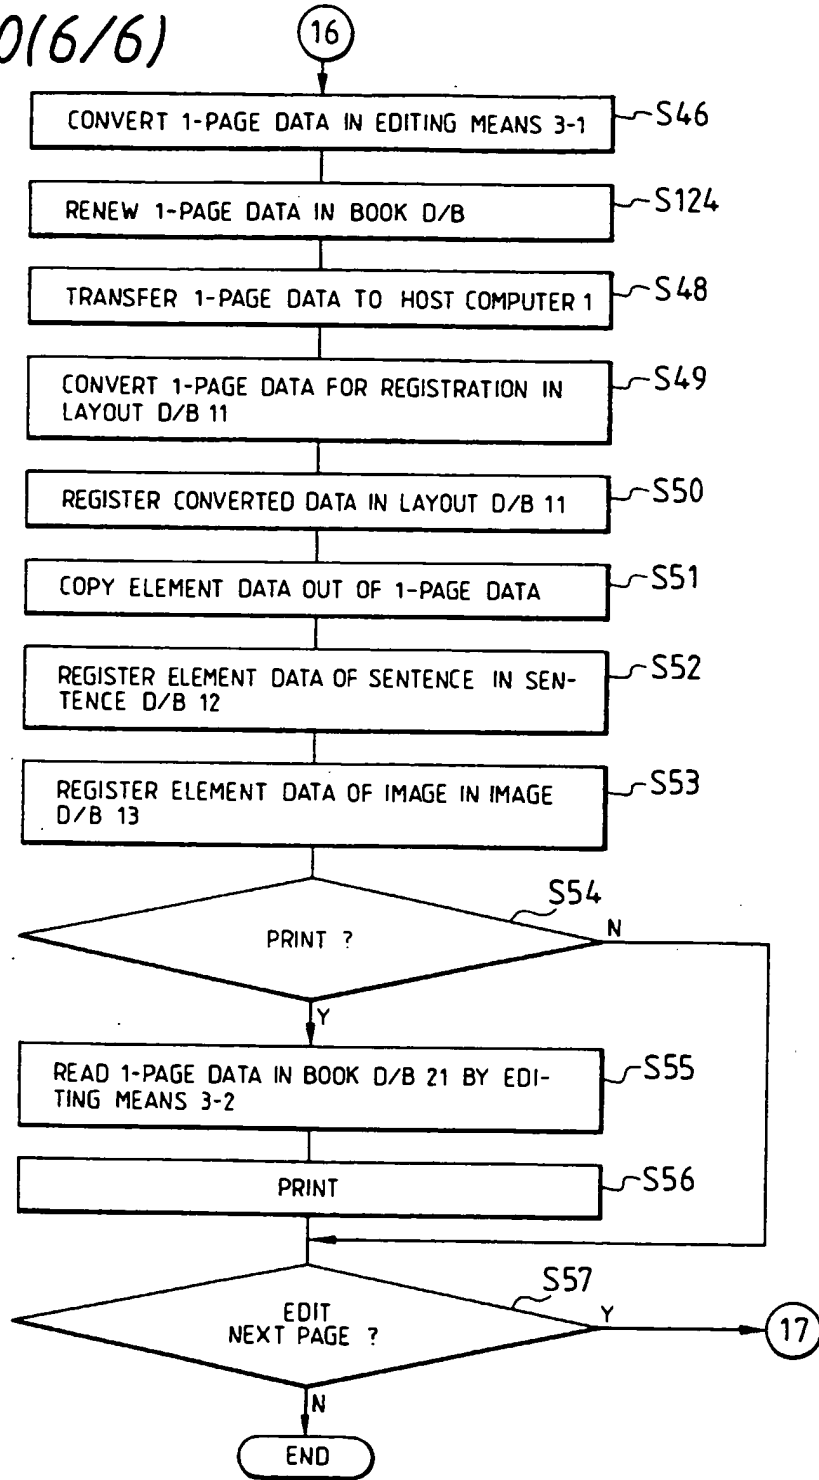 0(6/6)
16
CONVERT 1-PAGE DATA IN EDITING MEANS 3-1
S46
RENEW 1-PAGE DATA IN BOOK D/B
S124
TRANSFER 1-PAGE DATA TO HOST COMPUTER 1
S48
CONVERT 1-PAGE DATA FOR REGISTRATION IN
LAYOUT D/B 11
S49
REGISTER CONVERTED DATA IN LAYOUT D/B 11
S50
COPY ELEMENT DATA OUT OF 1-PAGE DATA
S51
REGISTER ELEMENT DATA OF SENTENCE IN SEN-
TENCE D/B 12
S52
REGISTER ELEMENT DATA OF IMAGE IN IMAGE
D/B 13
S53
S54
PRINT ?
N
Y
READ 1-PAGE DATA IN BOOK D/B 21 BY EDI-
TING MEANS 3-2
S55
PRINT
S56
S57
EDIT
NEXT PAGE ?
Y
17
N
END